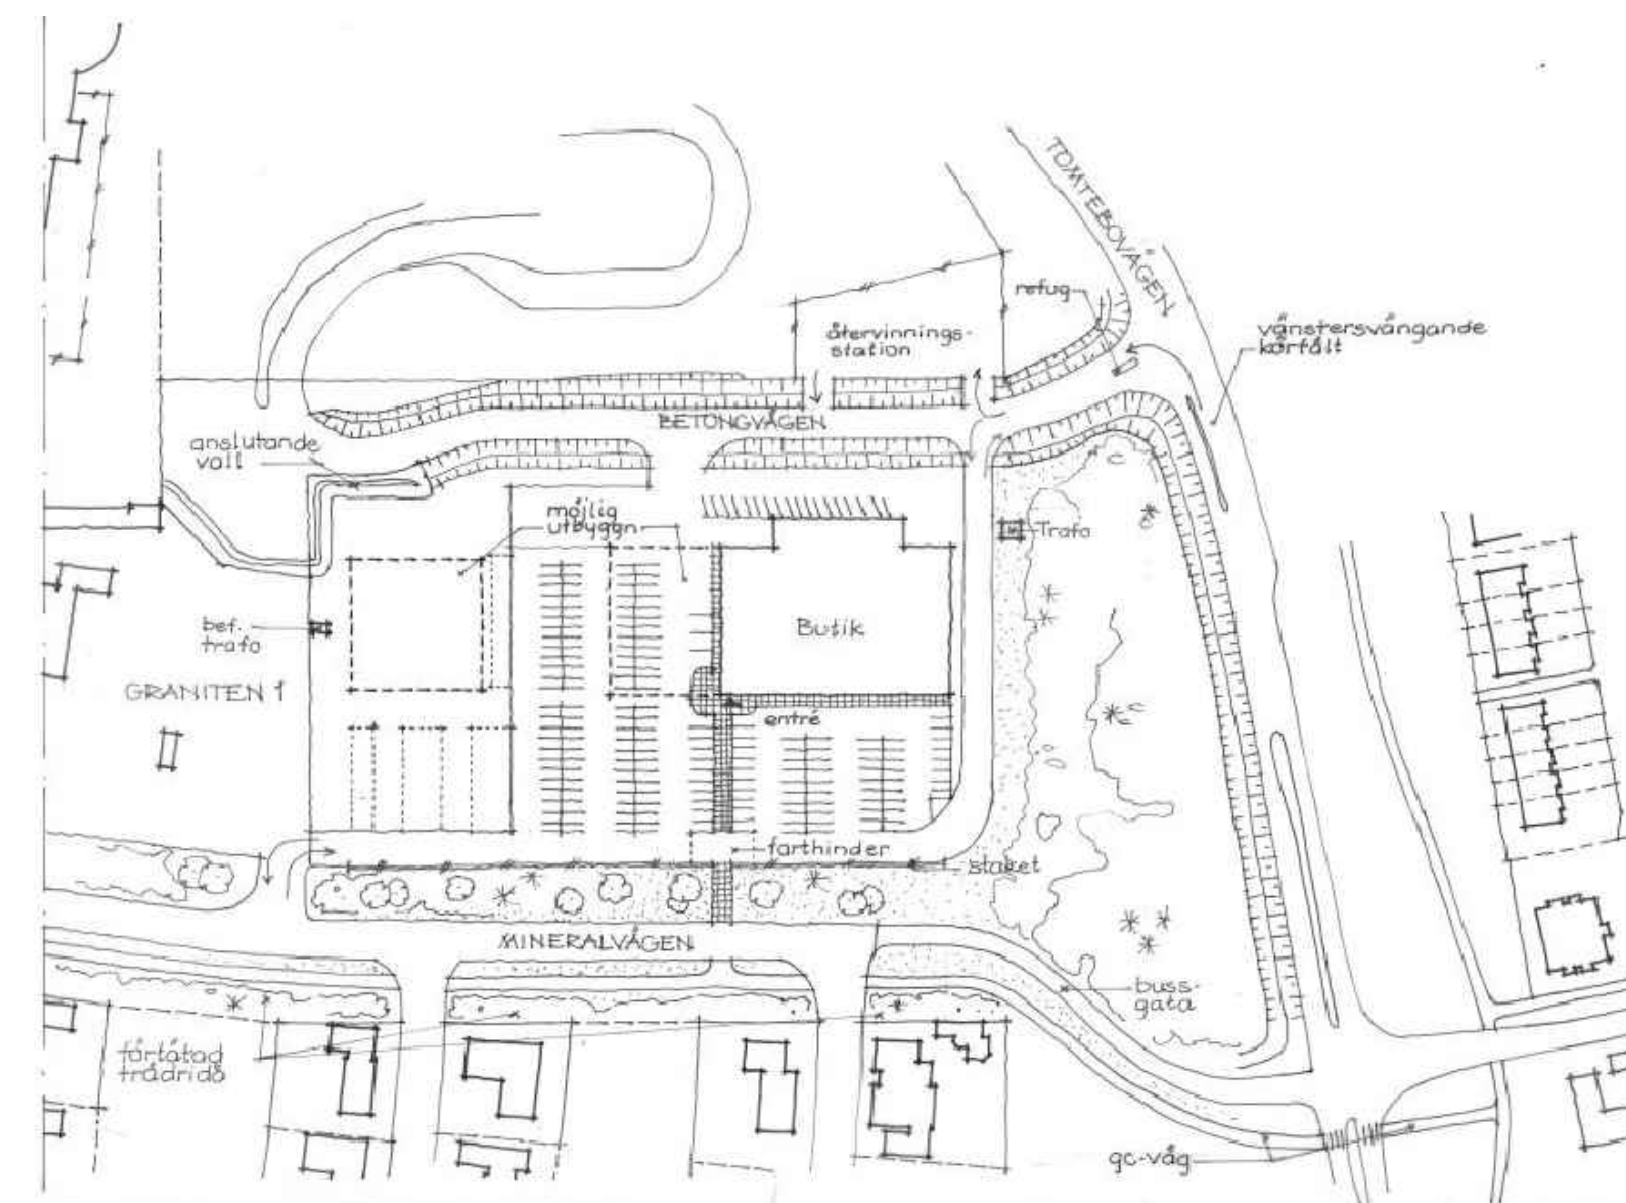 TOMTEBOVÄGEN
refug
vänstersvängande
körfält
återvinnings-
station
BETONGVÄGEN
anslutande
vall
möjlig
utbyggn
Trafo
bef.
trafo
Butik
GRANITEN 1
entré
farthinder
staket
MINERALVÄGEN
buss-
gata
förtätad
trädridå
gc-väg